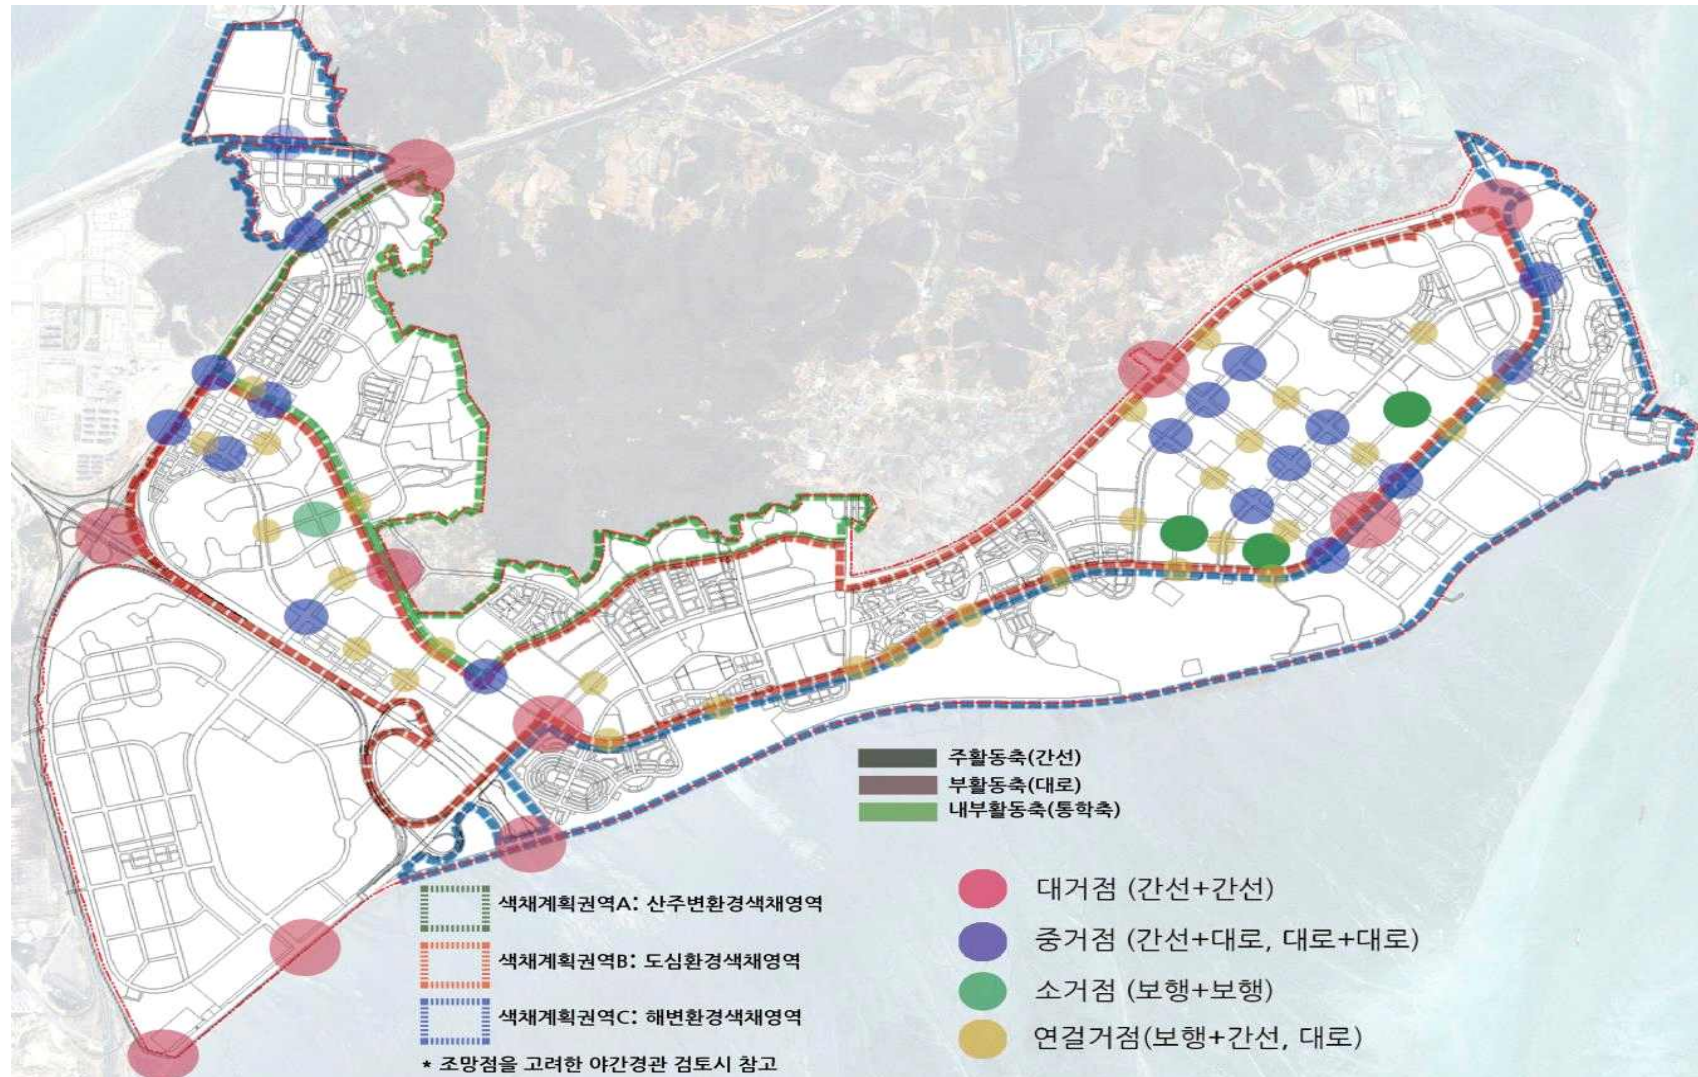 주활동축(간선)
부활동축(대로)
내부활동축(통학축)
색채계획권역A: 산주변환경색채영역
색채계획권역B: 도심환경색채영역
색채계획권역C: 해변환경색채영역
* 조망점을 고려한 야간경관 검토시 참고
대거점 (간선+간선)
중거점 (간선+대로, 대로+대로)
소거점 (보행+보행)
연결거점(보행+간선, 대로)